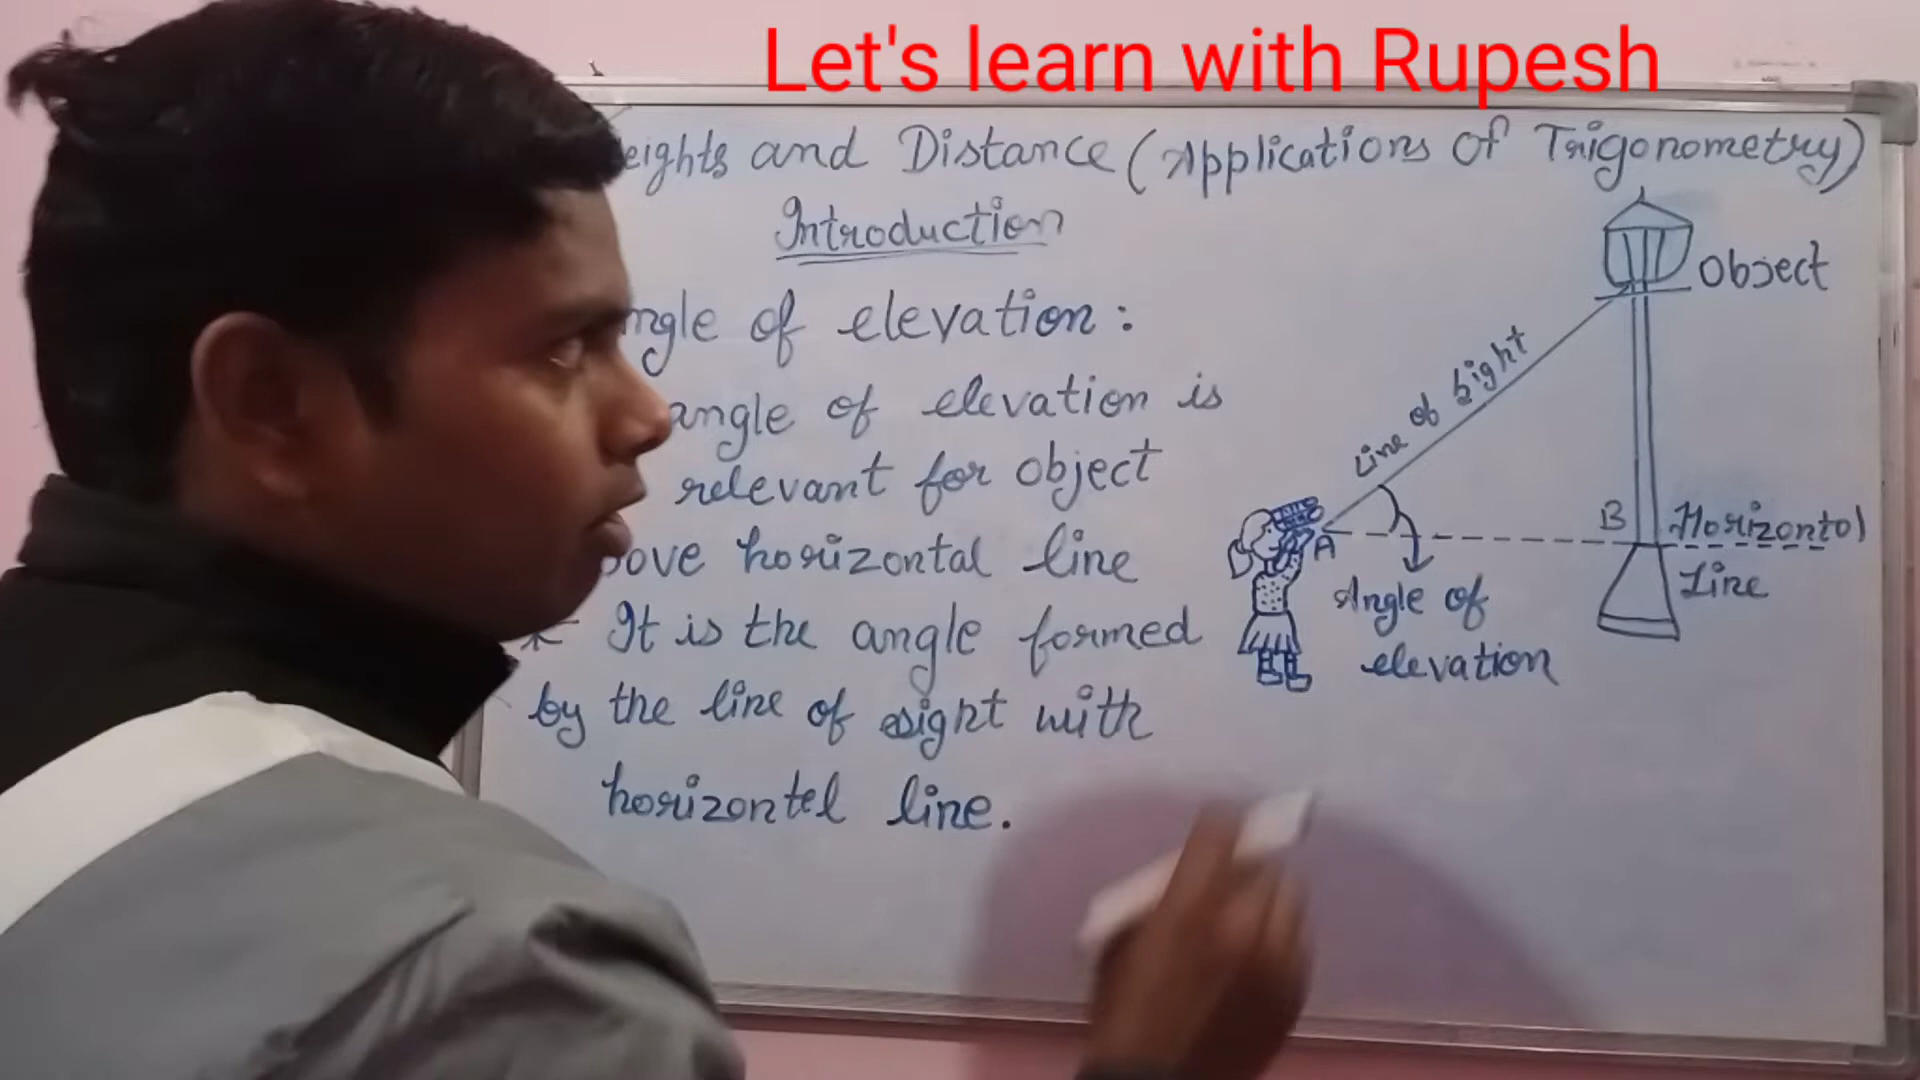 Let's learn with Rupesh
eights and Distance (Applications of Trigonometry)
Introduction
ngle of elevation :
angle of elevation is
relevant for object
bove horizontal line
* It is the angle formed
by the line of sight with
horizontel line.
Object
Line of Sight
A
B
Horizontol
Line
Angle of
elevation